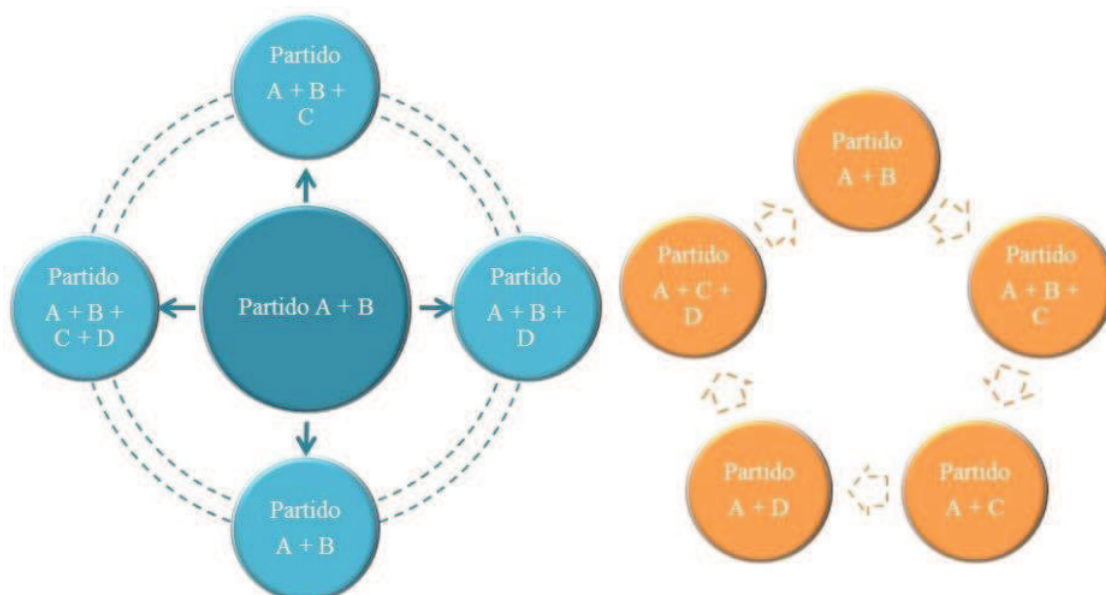 Partido
A + B +
C
Partido
A + B +
C + D
Partido A + B
Partido
A + B +
D
Partido
A + B
Partido
A + B
Partido
A + B +
C
Partido
A + C
Partido
A + D
Partido
A + C +
D